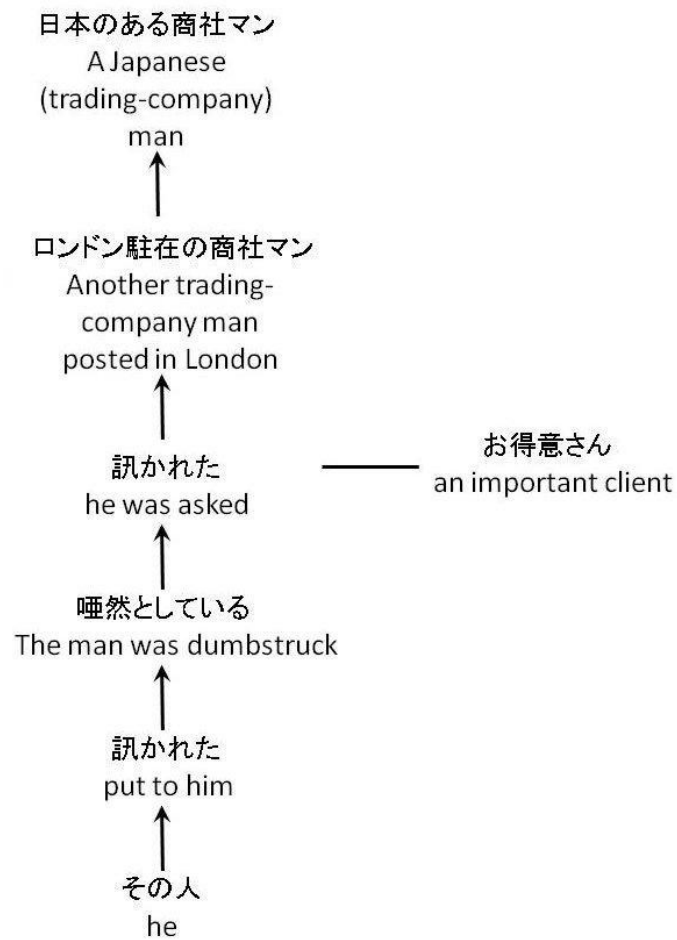 日本のある商社マン
A Japanese
(trading-company)
man
ロンドン駐在の商社マン
Another trading-
company man
posted in London
訊かれた
he was asked
お得意さん
an important client
唖然としている
The man was dumbstruck
訊かれた
put to him
その人
he